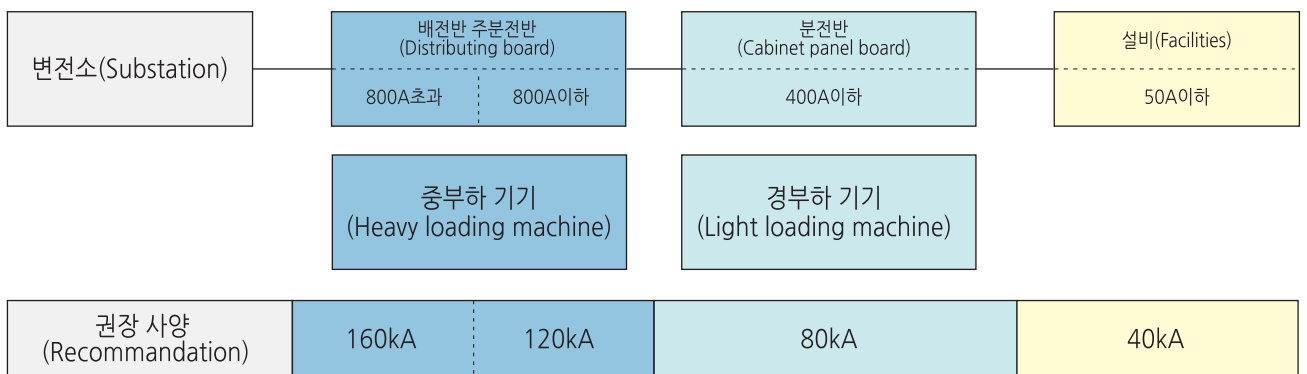 변전소(Substation)
배전반 주분전반
(Distributing board)
800A초과
800A이하
분전반
(Cabinet panel board)
400A이하
설비(Facilities)
50A이하
중부하 기기
(Heavy loading machine)
경부하 기기
(Light loading machine)
권장 사양
(Recommandation)
160kA
120kA
80kA
40kA